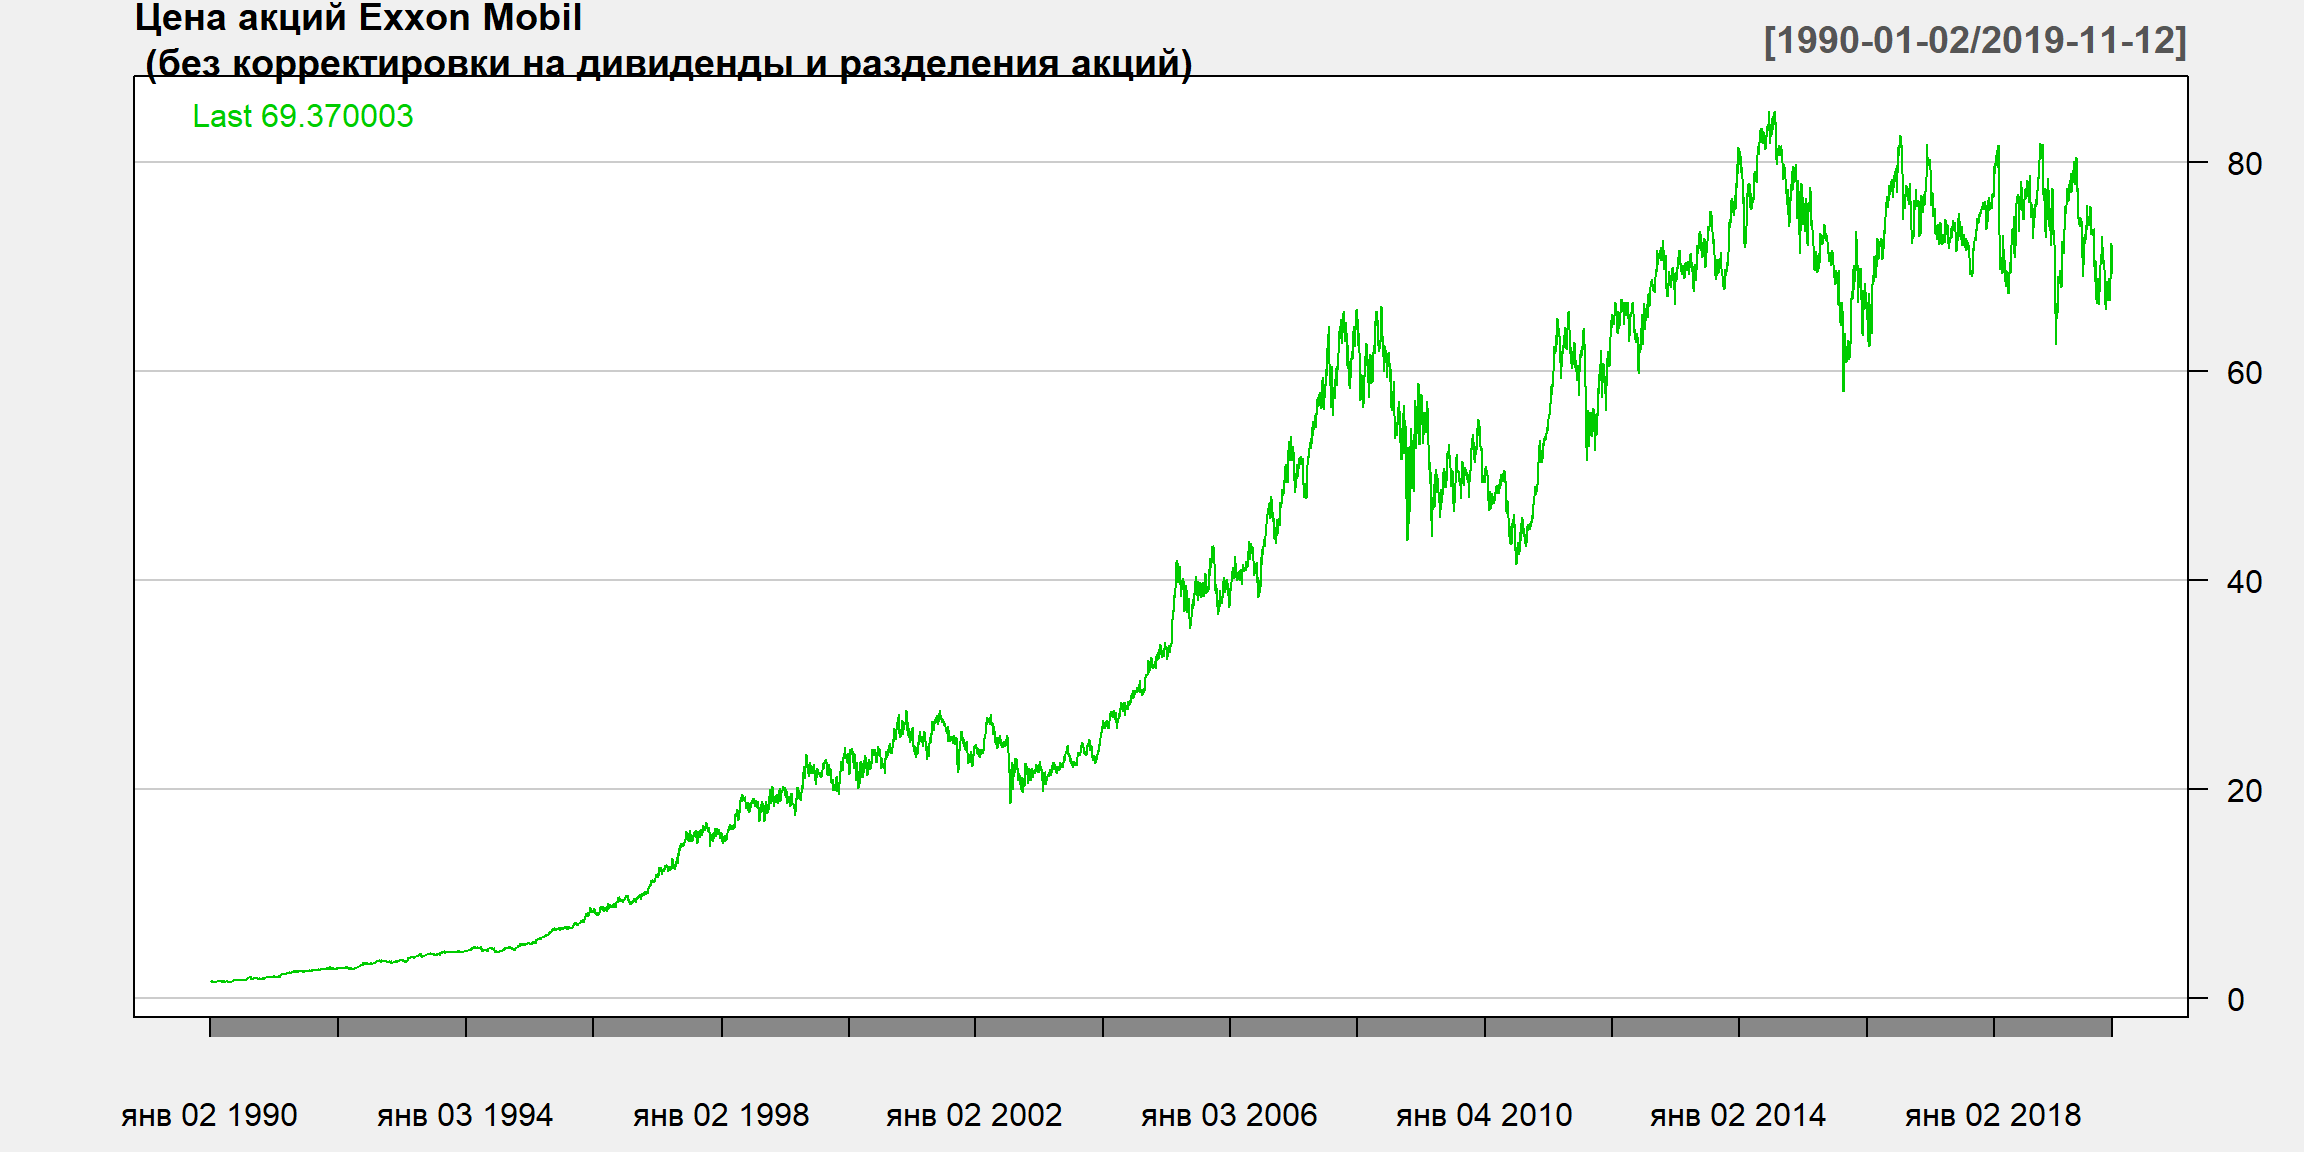 Цена акций Exxon Mobil
(без корректировки на дивиденды и разделения акций)
[1990-01-02/2019-11-12]
Last 69.370003
80
60
40
20
0
янв 02 1990 янв 03 1994 янв 02 1998 янв 02 2002 янв 03 2006 янв 04 2010 янв 02 2014 янв 02 2018